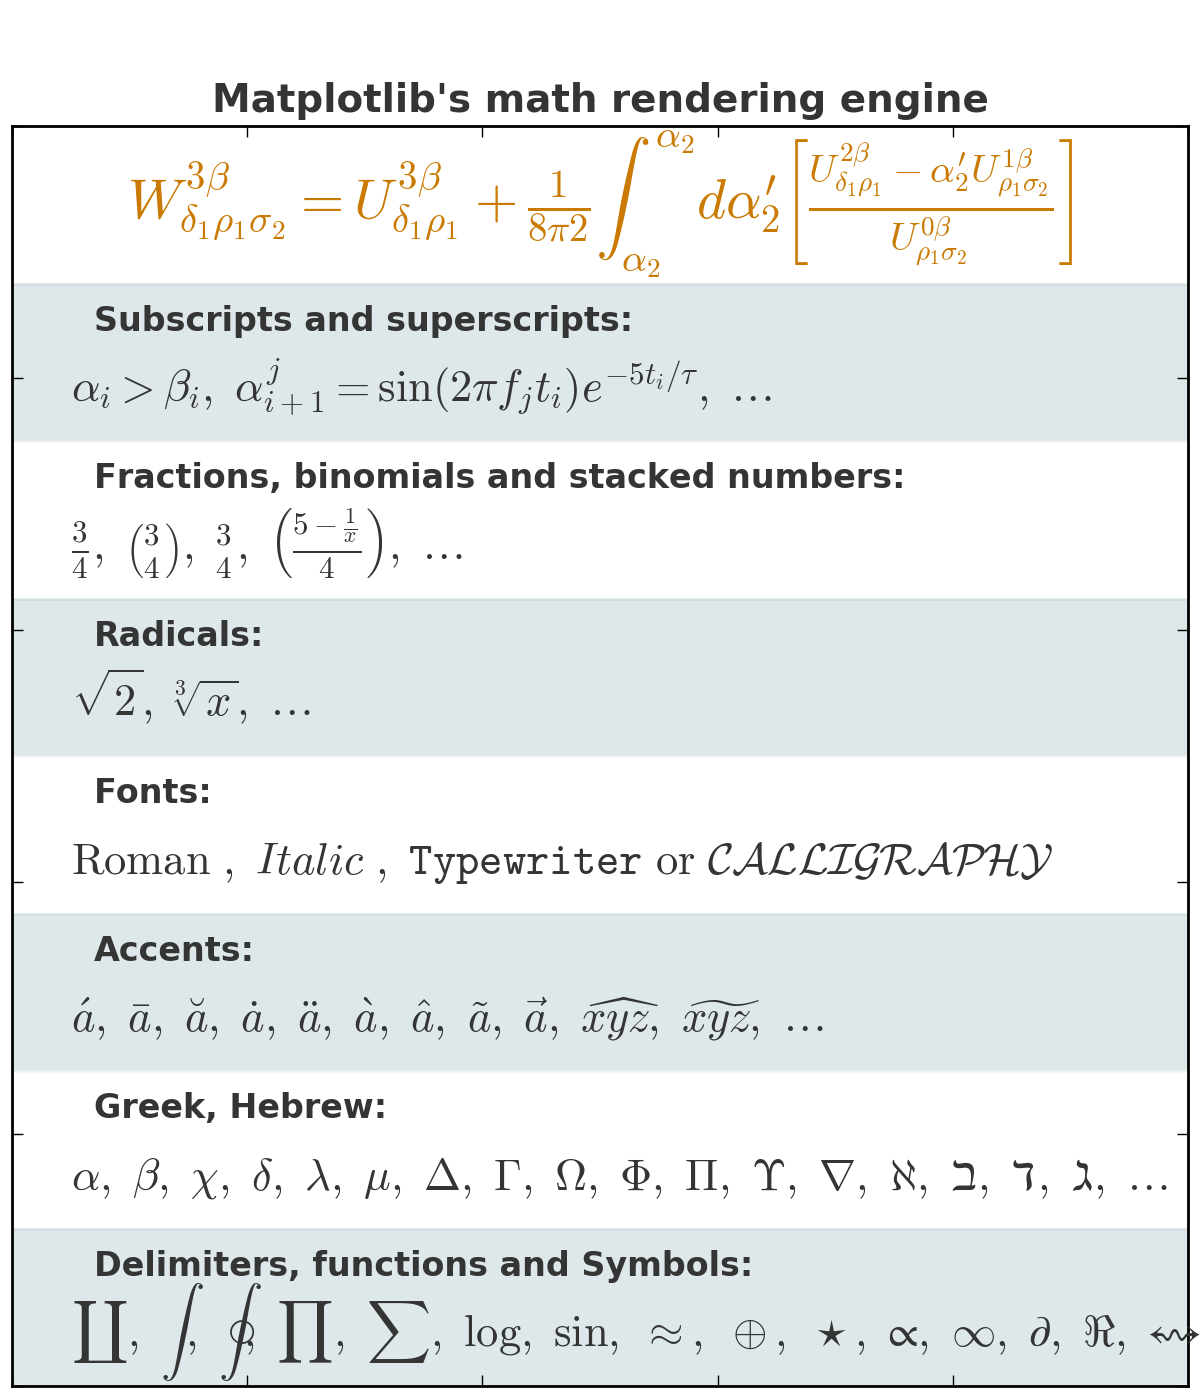 Matplotlib's math rendering engine
$W^{3\beta}_{\delta_1 \rho_1 \sigma_2} = U^{3\beta}_{\delta_1 \rho_1} + \frac{1}{8 \pi 2} \int^{\alpha_2}_{\alpha_2} d \alpha^\prime_2 \left[\frac{ U^{2\beta}_{\delta_1 \rho_1} - \alpha^\prime_2U^{1\beta}_{\rho_1 \sigma_2} }{U^{0\beta}_{\rho_1 \sigma_2}}\right]$
Subscripts and superscripts:
$\alpha_i > \beta_i,\ \alpha_{i+1}^j = \sin(2\pi f_j t_i) e^{-5 t_i/\tau},\ \ldots$
Fractions, binomials and stacked numbers:
$\frac{3}{4},\ \binom{3}{4},\ \stackrel{3}{4},\ \left(\frac{5 - \frac{1}{x}}{4}\right),\ \ldots$
Radicals:
$\sqrt{2},\ \sqrt[3]{x},\ \ldots$
Fonts:
$\mathrm{Roman}\ ,\ \mathit{Italic}\ ,\ \mathtt{Typewriter}\ \mathrm{or}\ \mathcal{CALLIGRAPHY}$
Accents:
$\acute a,\ \bar a,\ \breve a,\ \dot a,\ \ddot a,\ \grave a,\ \hat a,\ \tilde a,\ \vec a,\ \widehat{xyz},\ \widetilde{xyz},\ \ldots$
Greek, Hebrew:
$\alpha,\ \beta,\ \chi,\ \delta,\ \lambda,\ \mu,\ \Delta,\ \Gamma,\ \Omega,\ \Phi,\ \Pi,\ \Upsilon,\ \nabla,\ \aleph,\ \beth,\ \daleth,\ \gimel,\ \ldots$
Delimiters, functions and Symbols:
$\coprod,\ \int,\ \oint,\ \prod,\ \sum,\ \log,\ \sin,\ \approx,\ \oplus,\ \star,\ \propto,\ \infty,\ \partial,\ \Re,\ \leftrightsquigarrow$